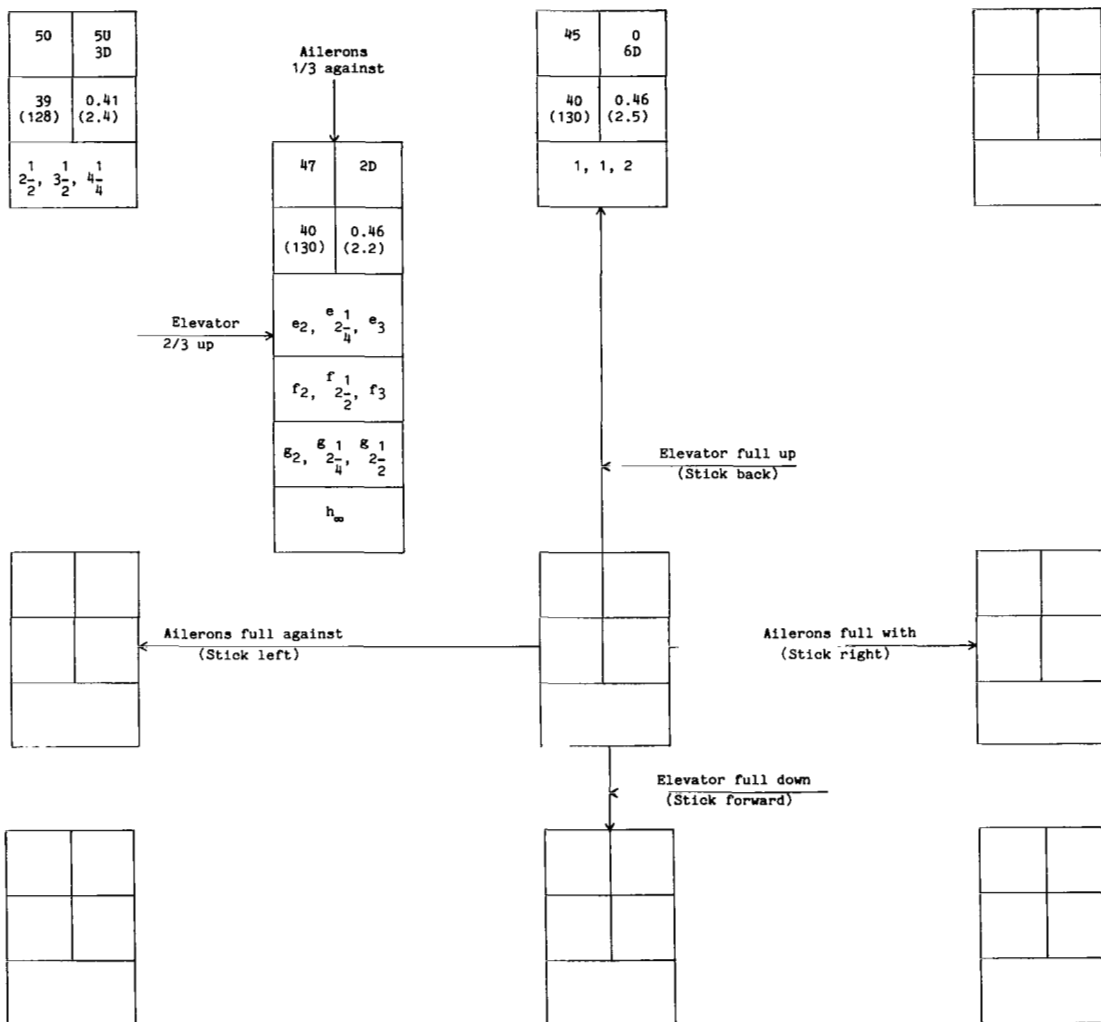 50 5U
3D
39 0.41
(128) (2.4)
2 1/2, 3 1/2, 4 1/4
Ailerons
1/3 against
47 2D
40 0.46
(130) (2.2)
Elevator
2/3 up
e2, e2 1/4, e3
f2, f2 1/2, f3
g2, g2 1/4, g2 1/2
h∞
45 0
6D
40 0.46
(130) (2.5)
1, 1, 2
Elevator full up
(Stick back)
Ailerons full against
(Stick left)
Ailerons full with
(Stick right)
Elevator full down
(Stick forward)